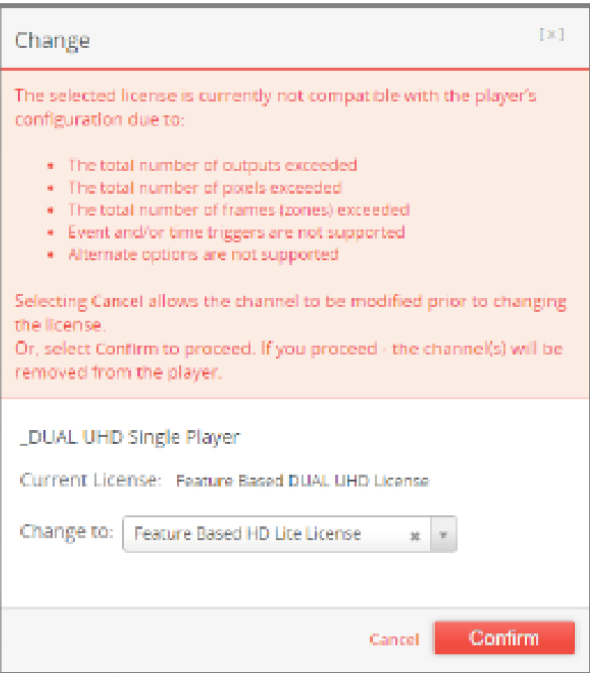 Change
[×]
The selected license is currently not compatible with the player's
configuration due to:
• The total number of outputs exceeded
• The total number of pixels exceeded
• The total number of frames (zones) exceeded
• Event and/or time triggers are not supported
• Alternate options are not supported
Selecting Cancel allows the channel to be modified prior to changing
the license.
Or, select Confirm to proceed. If you proceed - the channel(s) will be
removed from the player.
_DUAL UHD Single Player
Current License: Feature Based DUAL UHD License
Change to: Feature Based HD Lite License
Cancel
Confirm